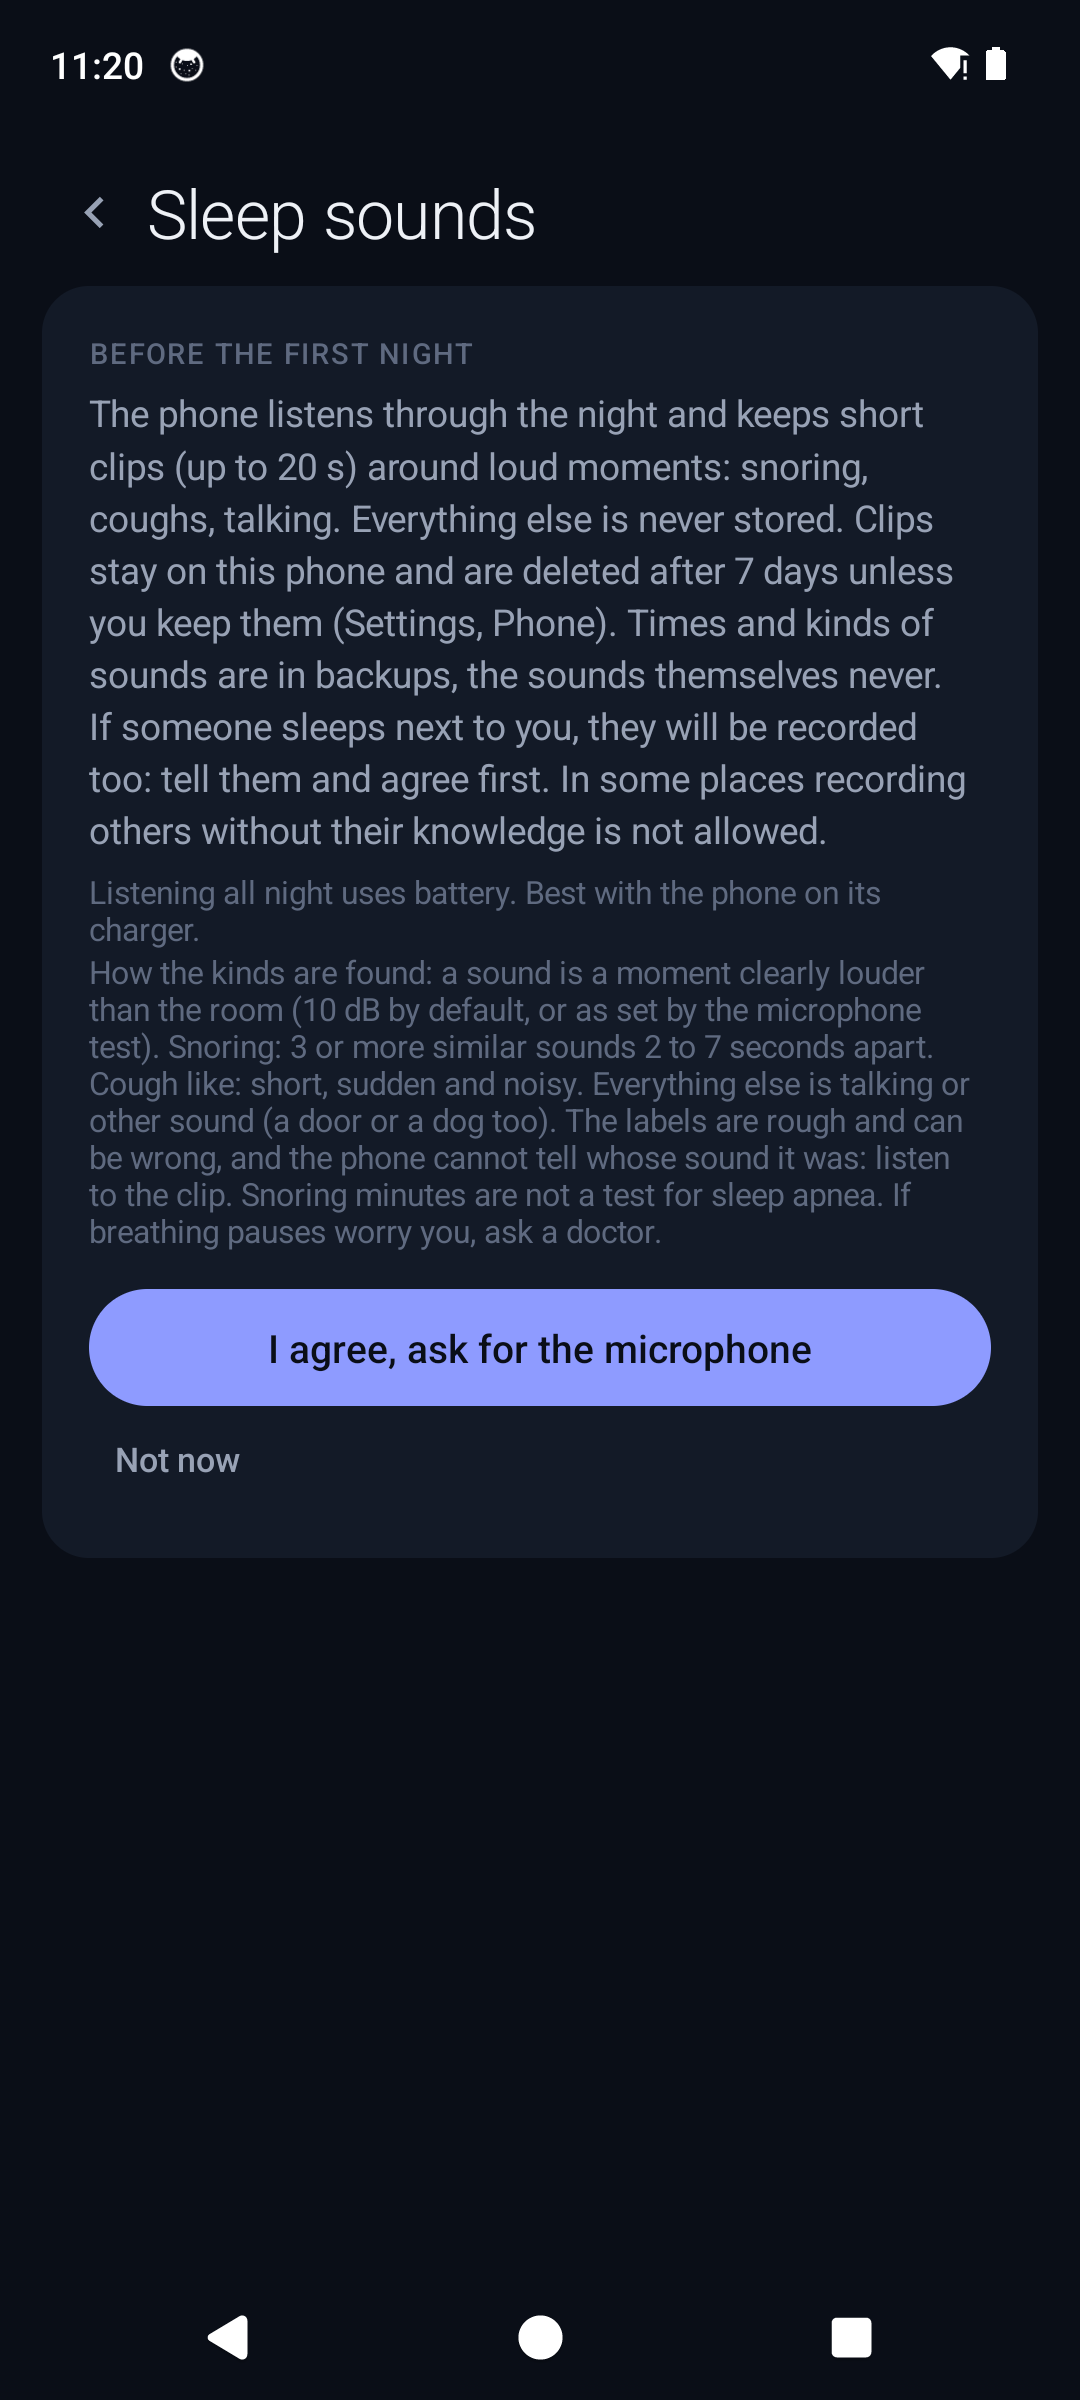 11:20
Sleep sounds
BEFORE THE FIRST NIGHT
The phone listens through the night and keeps short
clips (up to 20 s) around loud moments: snoring,
coughs, talking. Everything else is never stored. Clips
stay on this phone and are deleted after 7 days unless
you keep them (Settings, Phone). Times and kinds of
sounds are in backups, the sounds themselves never.
If someone sleeps next to you, they will be recorded
too: tell them and agree first. In some places recording
others without their knowledge is not allowed.
Listening all night uses battery. Best with the phone on its
charger.
How the kinds are found: a sound is a moment clearly louder
than the room (10 dB by default, or as set by the microphone
test). Snoring: 3 or more similar sounds 2 to 7 seconds apart.
Cough like: short, sudden and noisy. Everything else is talking or
other sound (a door or a dog too). The labels are rough and can
be wrong, and the phone cannot tell whose sound it was: listen
to the clip. Snoring minutes are not a test for sleep apnea. If
breathing pauses worry you, ask a doctor.
I agree, ask for the microphone
Not now